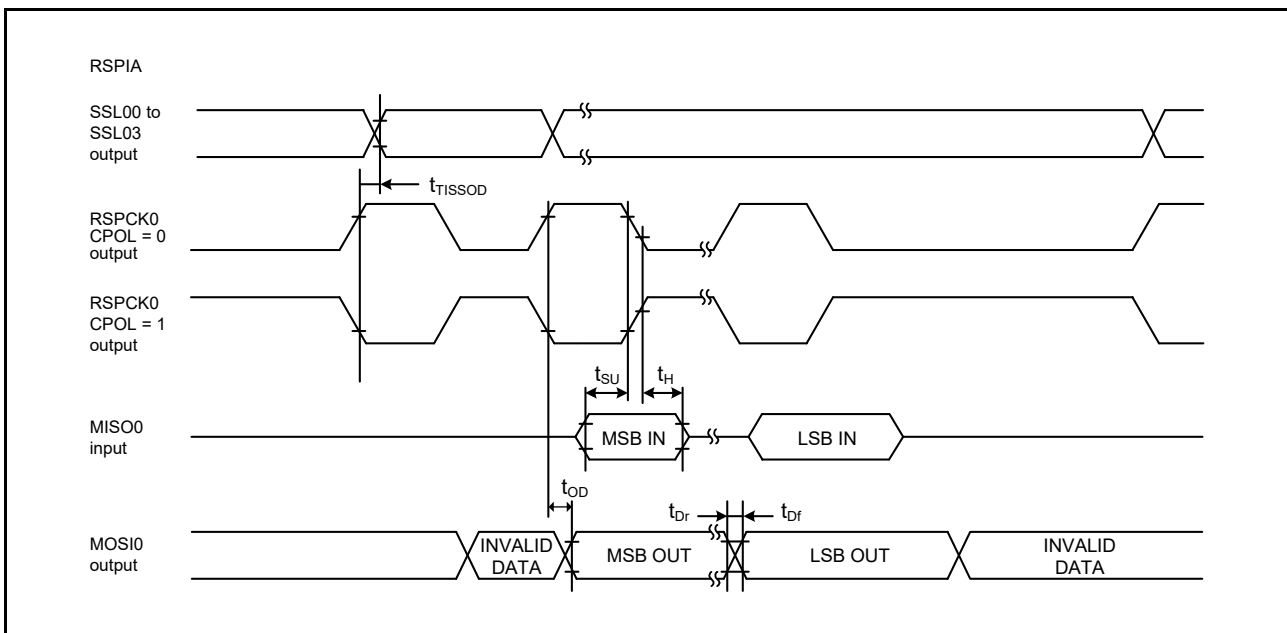 RSPIA
SSL00 to
SSL03
output
tTISSOD
RSPCK0
CPOL = 0
output
RSPCK0
CPOL = 1
output
tSU
tH
MISO0
input
MSB IN
LSB IN
tOD
tDr
tDf
MOSI0
output
INVALID
DATA
MSB OUT
LSB OUT
INVALID
DATA